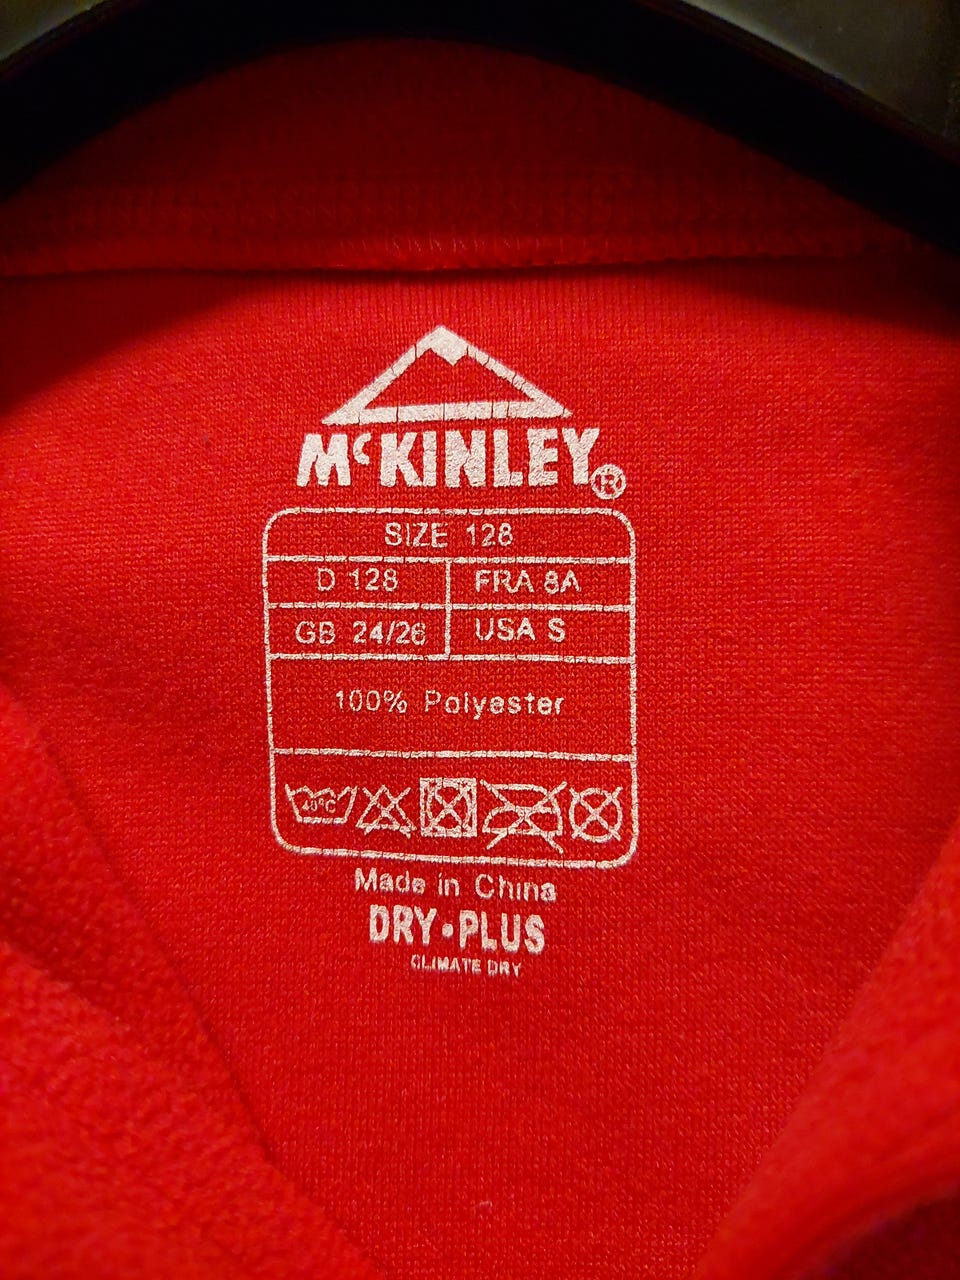 McKINLEY®
SIZE 128
D 128 FRA 8A
GB 24/26 USA S
100% Polyester
40°C
Made in China
DRY•PLUS
CLIMATE DRY